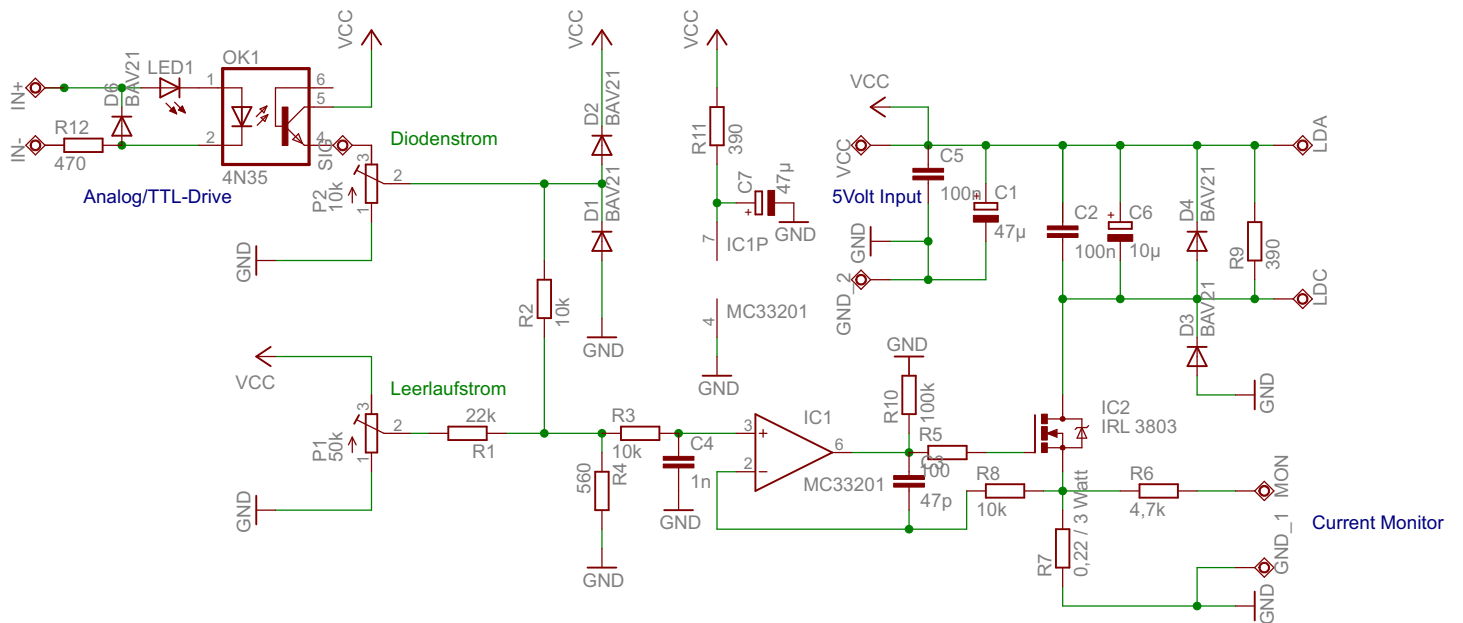 VCC
VCC
VCC
OK1
LED1
IN+
D6
BAV21
1
6
5
2
4
IN-
R12
470
SIG
4N35
Analog/TTL-Drive
Diodenstrom
P2
10k
3
2
1
GND
D2
BAV21
D1
BAV21
GND
R2
10k
R11
390
C7
47µ
+
GND
7
IC1P
4
MC33201
GND
VCC
VCC
5Volt Input
C5
100n
C1
47µ
+
GND
GND_2
C2
100n
C6
10µ
+
D4
BAV21
R9
390
LDA
LDC
D3
BAV21
GND
VCC
Leerlaufstrom
P1
50k
3
2
1
GND
22k
R1
R3
10k
560
R4
GND
C4
1n
GND
3
2
+
−
6
IC1
MC33201
GND
R10
100k
R5
100
C3
47p
IC2
IRL 3803
R8
10k
R6
4,7k
MON
R7
0,22 / 3 Watt
GND_1
GND
Current Monitor